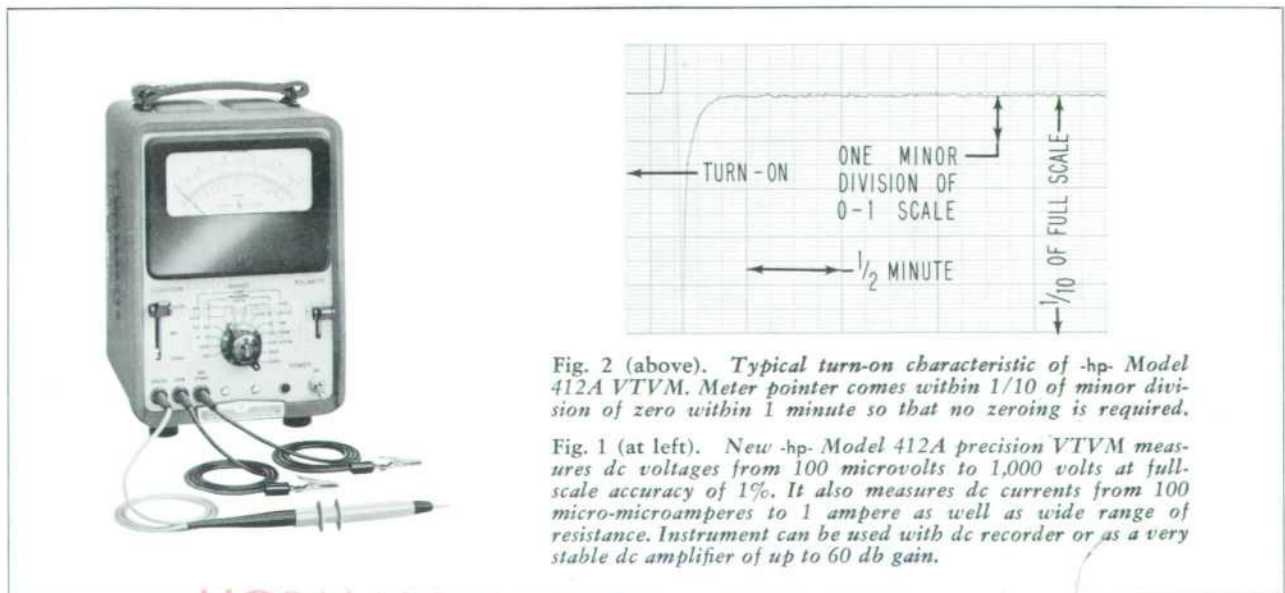 TURN-ON
ONE MINOR
DIVISION OF
0-1 SCALE
1/2 MINUTE
1/10 OF FULL SCALE
POLARITY
RANGE
POWER
Fig. 2 (above). Typical turn-on characteristic of -hp- Model
412A VTVM. Meter pointer comes within 1/10 of minor divi-
sion of zero within 1 minute so that no zeroing is required.
Fig. 1 (at left). New -hp- Model 412A precision VTVM meas-
ures dc voltages from 100 microvolts to 1,000 volts at full-
scale accuracy of 1%. It also measures dc currents from 100
micro-microamperes to 1 ampere as well as wide range of
resistance. Instrument can be used with dc recorder or as a very
stable dc amplifier of up to 60 db gain.